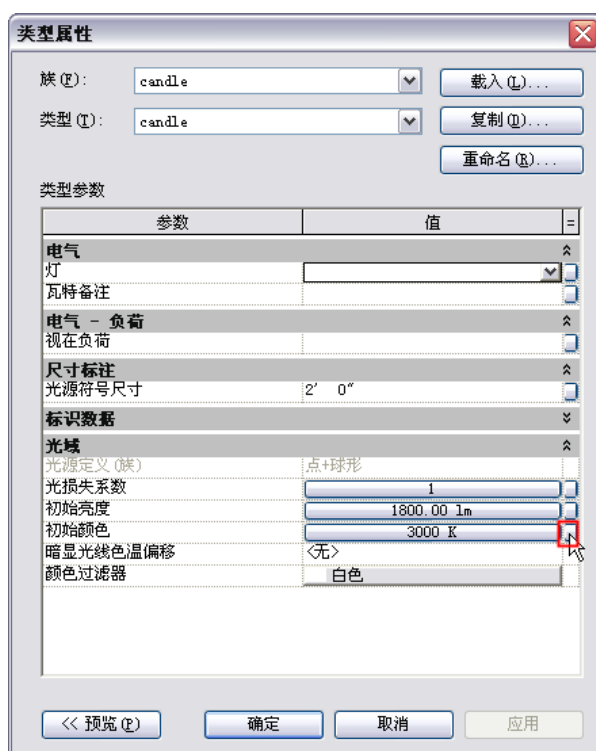 类型属性
族(F): candle 载入(L)...
类型(T): candle 复制(D)...
重命名(R)...
类型参数
参数 值 =
电气
灯
瓦特备注
电气 - 负荷
视在负荷
尺寸标注
光源符号尺寸 2' 0"
标识数据
光域
光源定义(族) 点+球形
光损失系数 1
初始亮度 1800.00 lm
初始颜色 3000 K
暗显光线色温偏移 <无>
颜色过滤器 白色
<< 预览(P) 确定 取消 应用